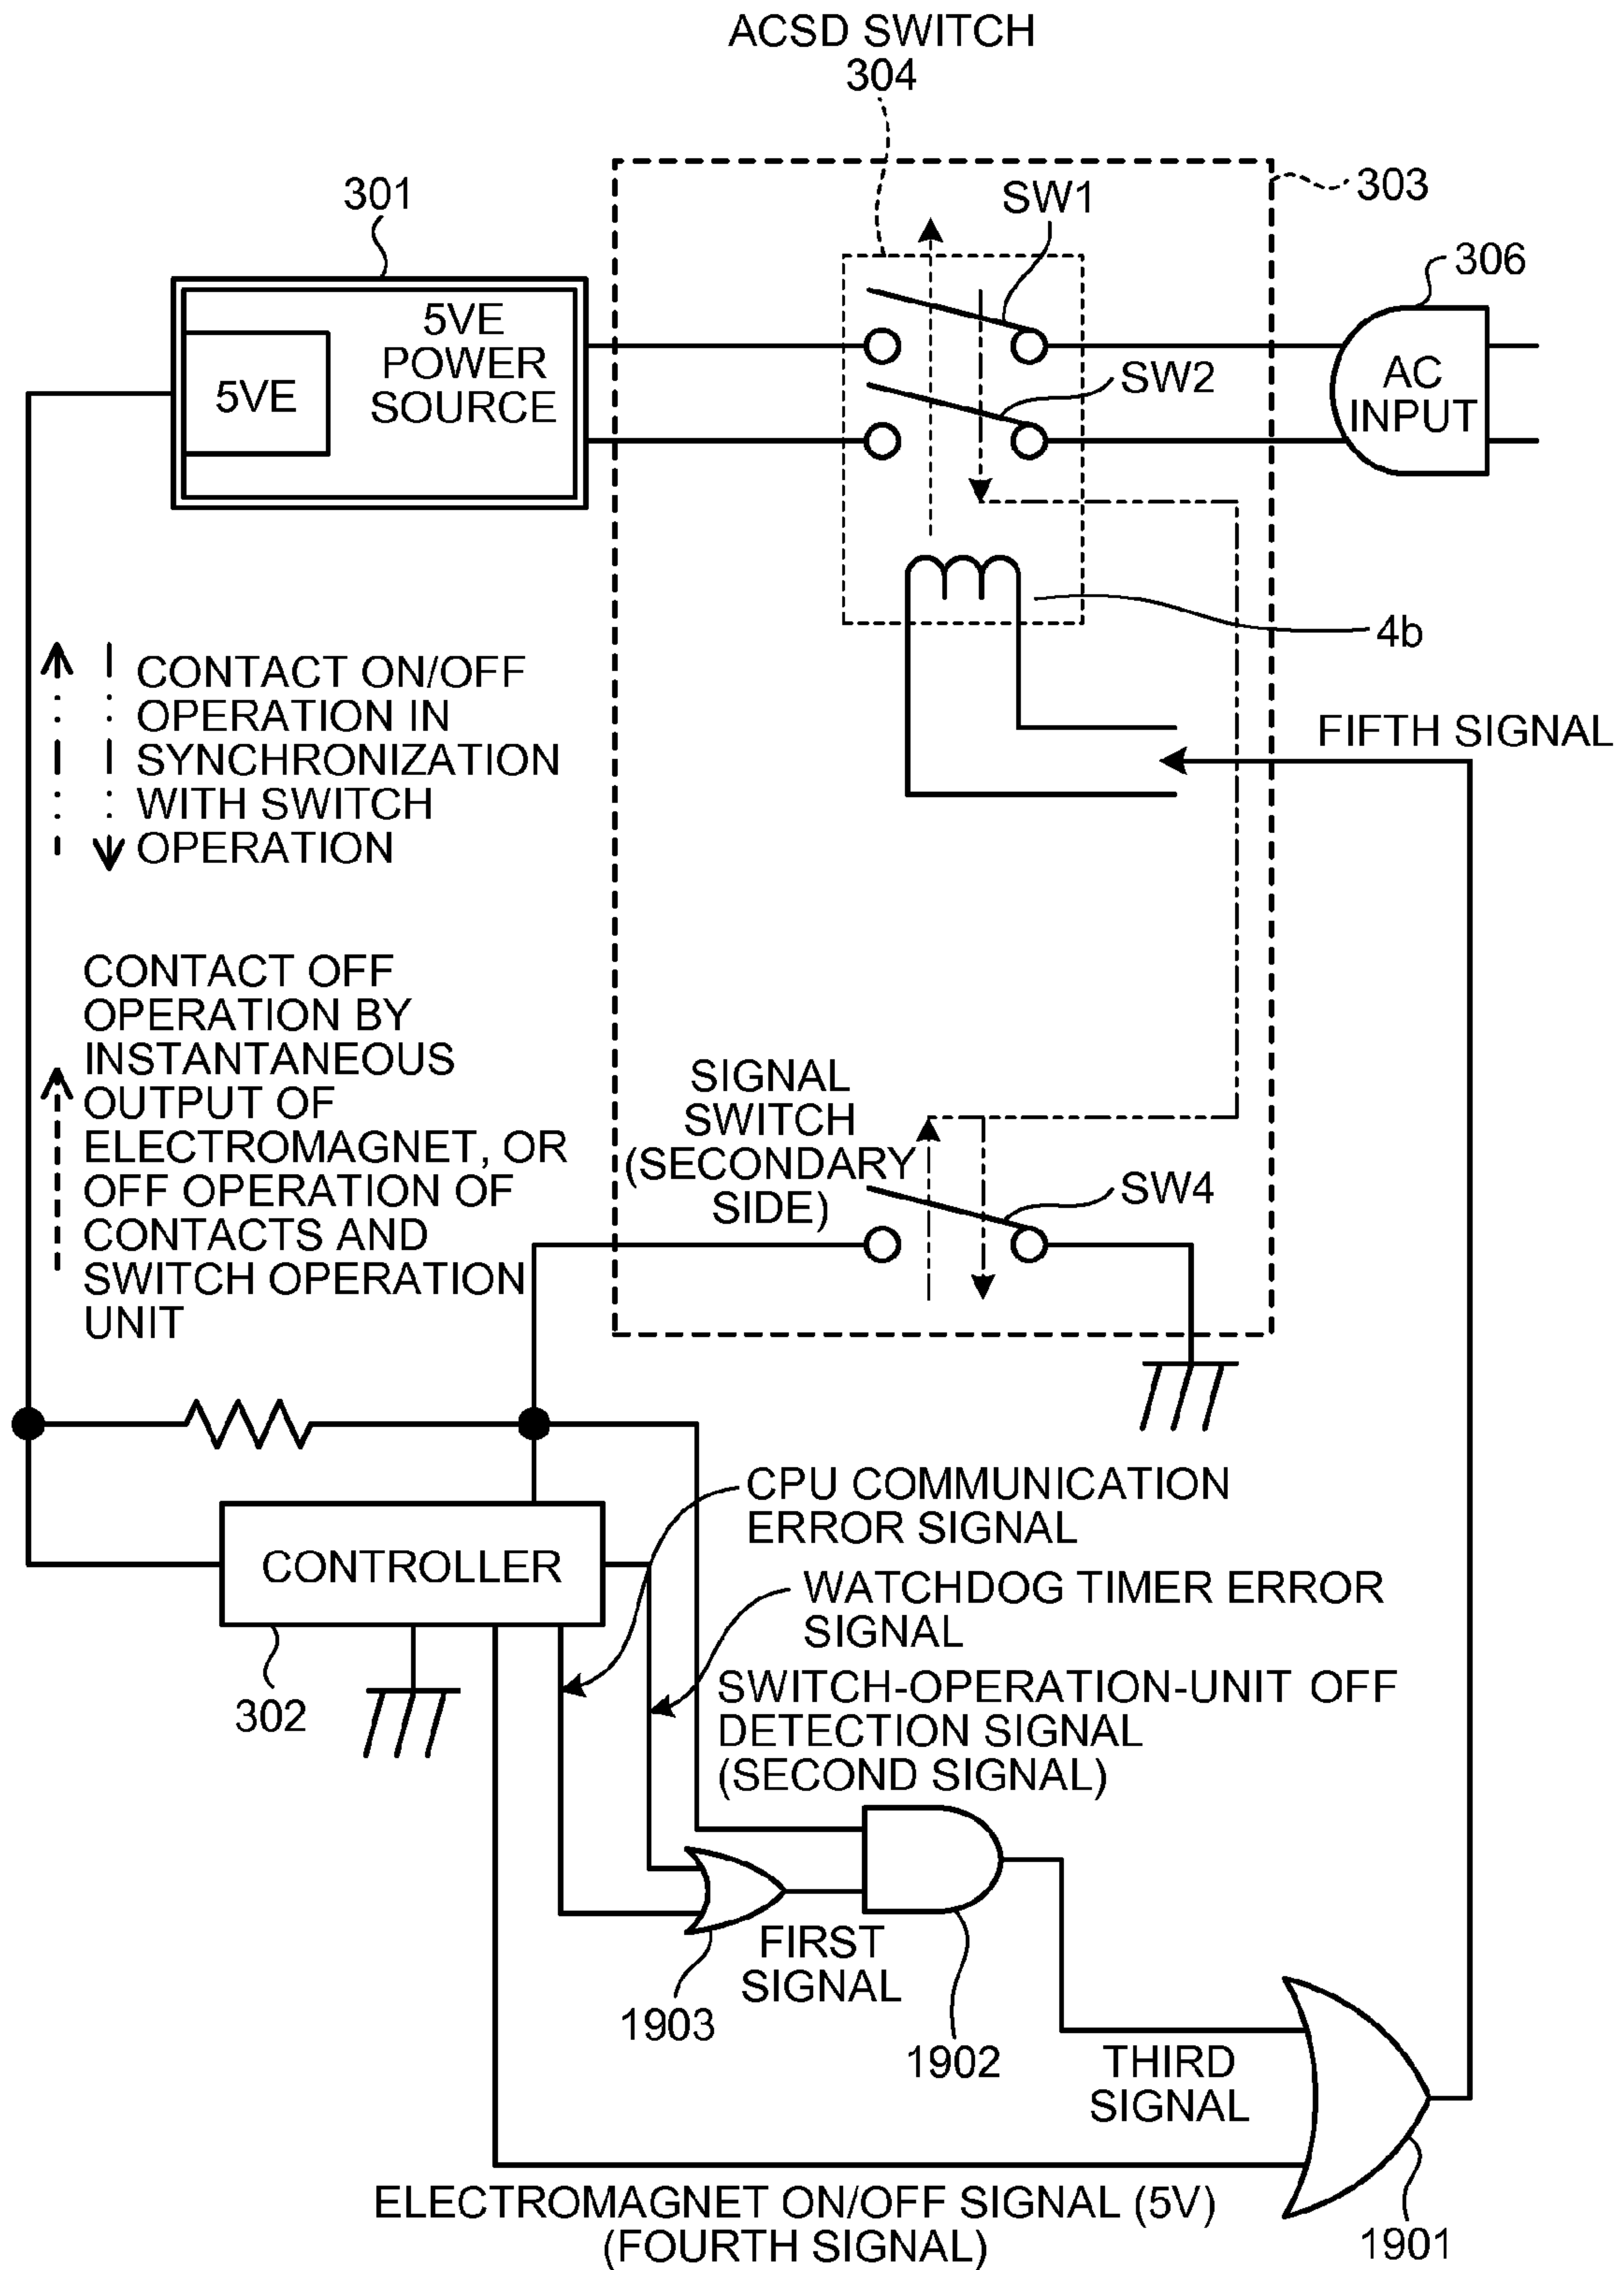 ACSD SWITCH
304
303
301
SW1
306
5VE
POWER
SOURCE
5VE
SW2
AC
INPUT
4b
CONTACT ON/OFF
OPERATION IN
SYNCHRONIZATION
WITH SWITCH
OPERATION
FIFTH SIGNAL
CONTACT OFF
OPERATION BY
INSTANTANEOUS
OUTPUT OF
ELECTROMAGNET, OR
OFF OPERATION OF
CONTACTS AND
SWITCH OPERATION
UNIT
SIGNAL
SWITCH
(SECONDARY
SIDE)
SW4
CPU COMMUNICATION
ERROR SIGNAL
CONTROLLER
WATCHDOG TIMER ERROR
SIGNAL
302
SWITCH-OPERATION-UNIT OFF
DETECTION SIGNAL
(SECOND SIGNAL)
FIRST
SIGNAL
1903
1902
THIRD
SIGNAL
ELECTROMAGNET ON/OFF SIGNAL (5V)
(FOURTH SIGNAL)
1901